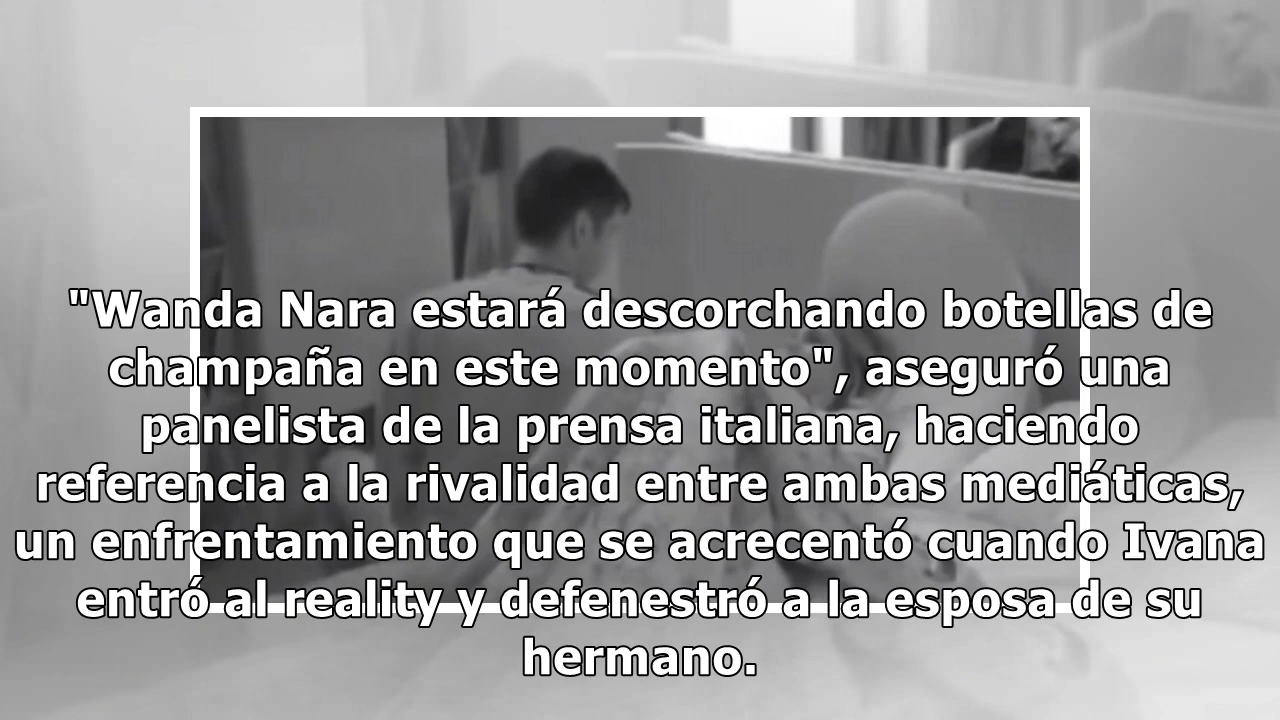 "Wanda Nara estará descorchando botellas de
champaña en este momento", aseguró una
panelista de la prensa italiana, haciendo
referencia a la rivalidad entre ambas mediáticas,
un enfrentamiento que se acrecentó cuando Ivana
entró al reality y defenestró a la esposa de su
hermano.